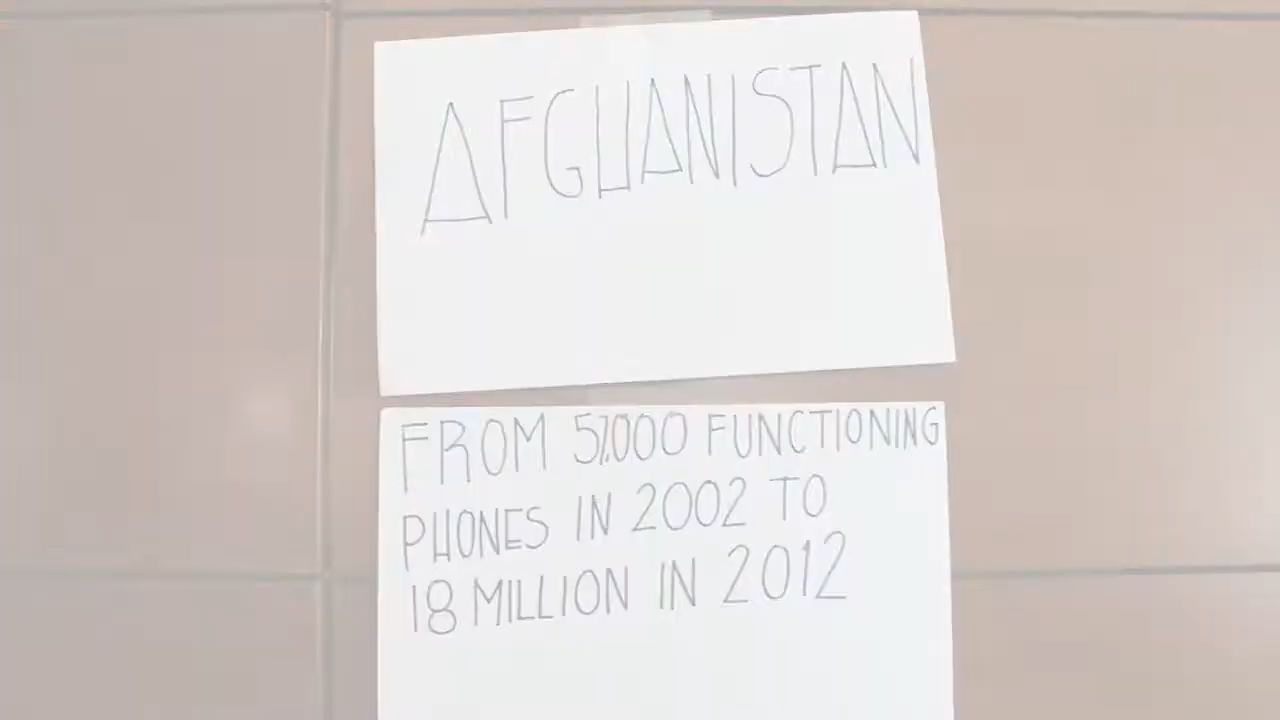 AFGHANISTAN
FROM 57.000 FUNCTIONING
PHONES IN 2002 TO
18 MILLION IN 2012